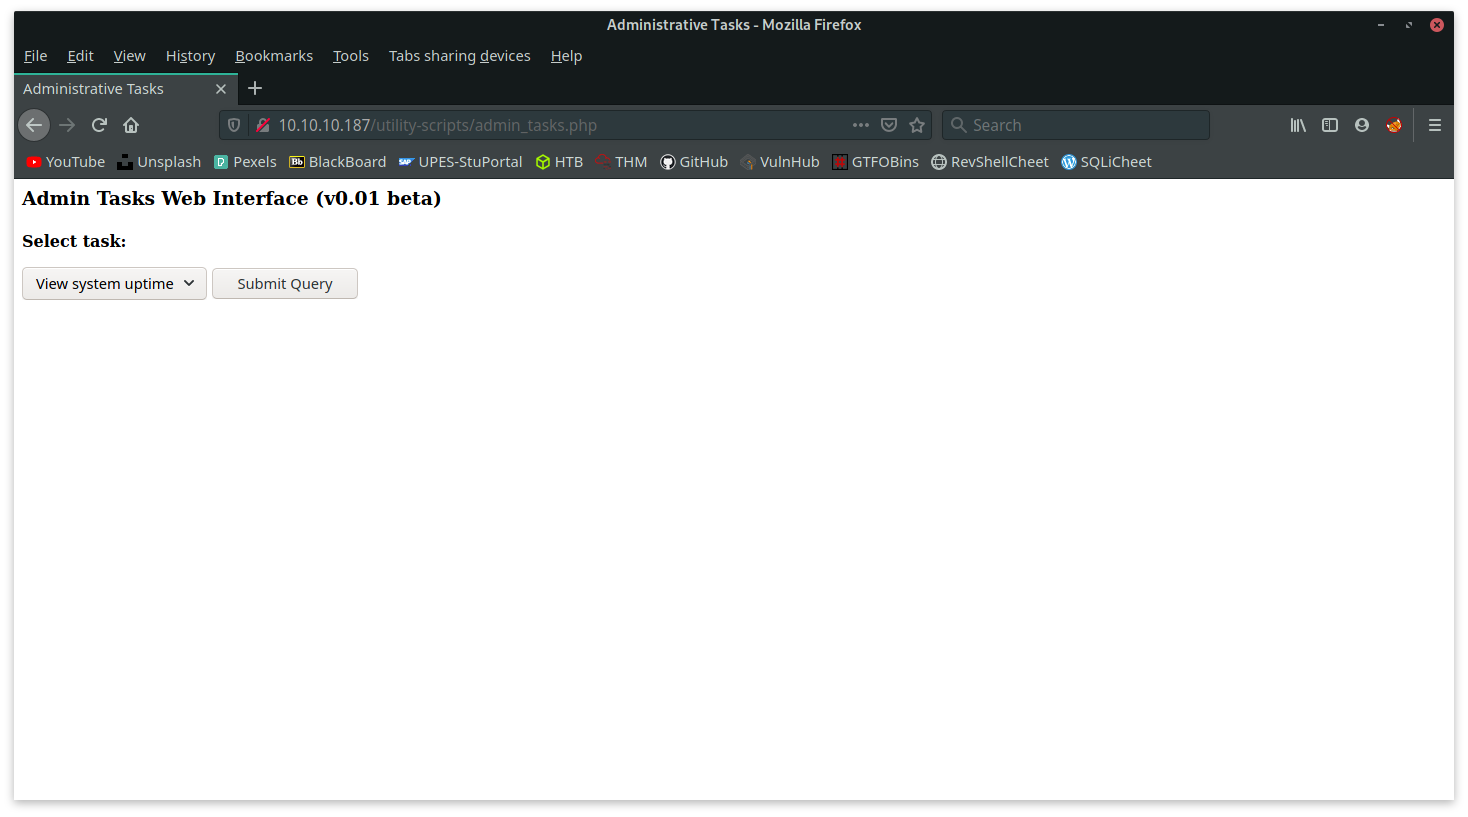 Administrative Tasks - Mozilla Firefox
File Edit View History Bookmarks Tools Tabs sharing devices Help
Administrative Tasks
10.10.10.187/utility-scripts/admin_tasks.php Search
YouTube Unsplash Pexels Bb BlackBoard SAP UPES-StuPortal HTB THM GitHub VulnHub GTFOBins RevShellCheet SQLiCheet
Admin Tasks Web Interface (v0.01 beta)
Select task:
View system uptime Submit Query